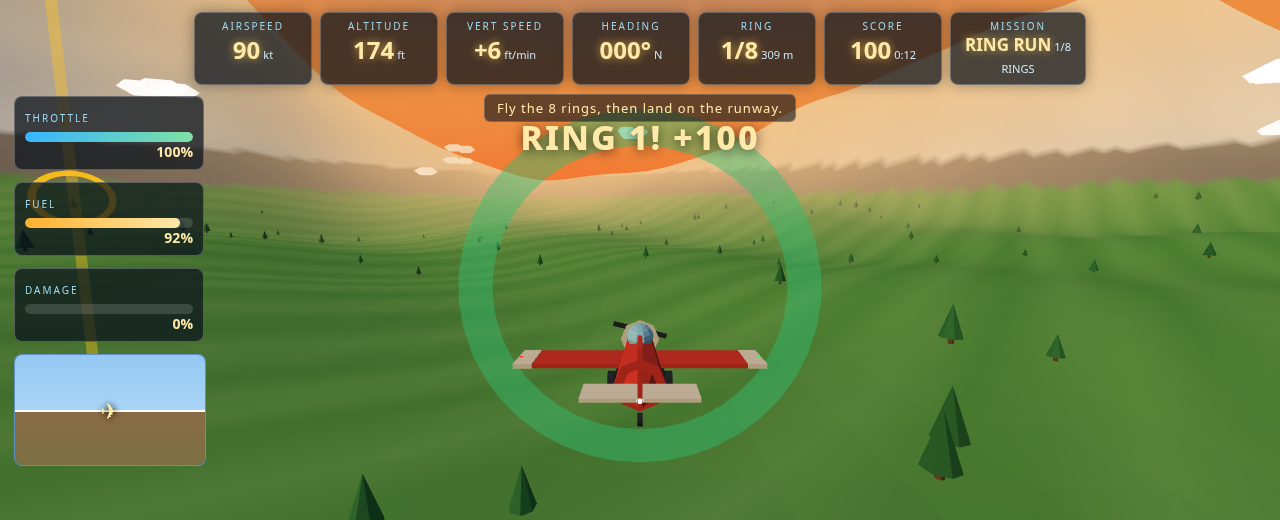 AIRSPEED
90 kt
ALTITUDE
174 ft
VERT SPEED
+6 ft/min
HEADING
000° N
RING
1/8 309 m
SCORE
100 0:12
MISSION
RING RUN 1/8
RINGS
Fly the 8 rings, then land on the runway.
RING 1! +100
THROTTLE
100%
FUEL
92%
DAMAGE
0%